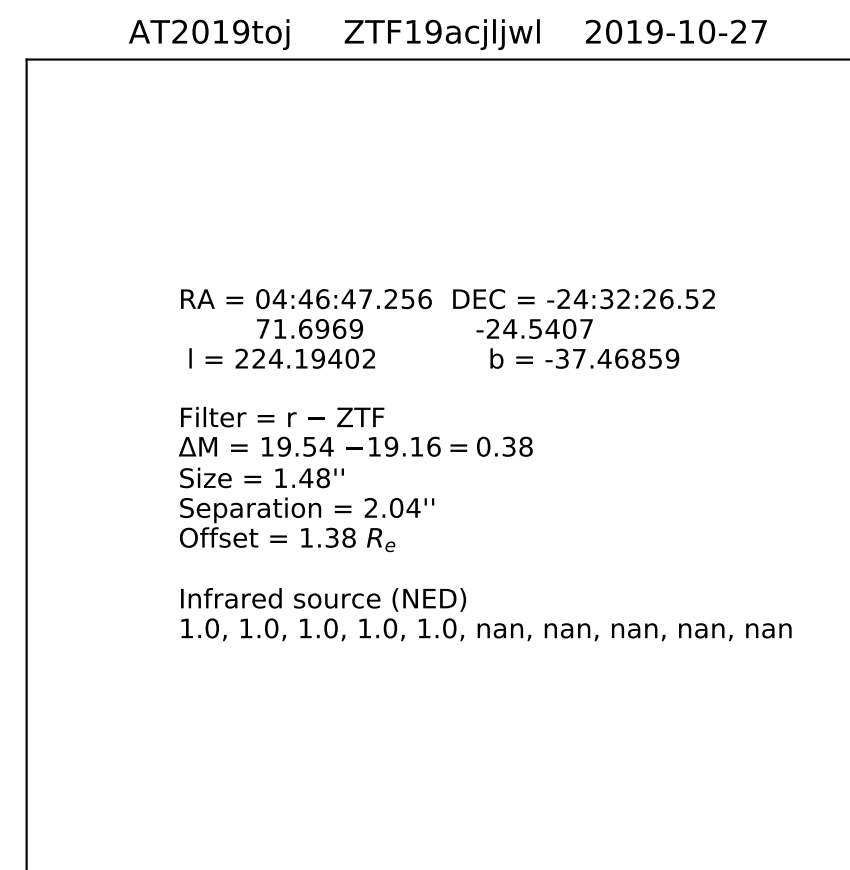 AT2019toj ZTF19acjljwl 2019-10-27
RA = 04:46:47.256 DEC = -24:32:26.52
71.6969 -24.5407
l = 224.19402 b = -37.46859
Filter = r − ZTF
ΔM = 19.54 −19.16 = 0.38
Size = 1.48''
Separation = 2.04''
Offset = 1.38 Re
Infrared source (NED)
1.0, 1.0, 1.0, 1.0, 1.0, nan, nan, nan, nan, nan